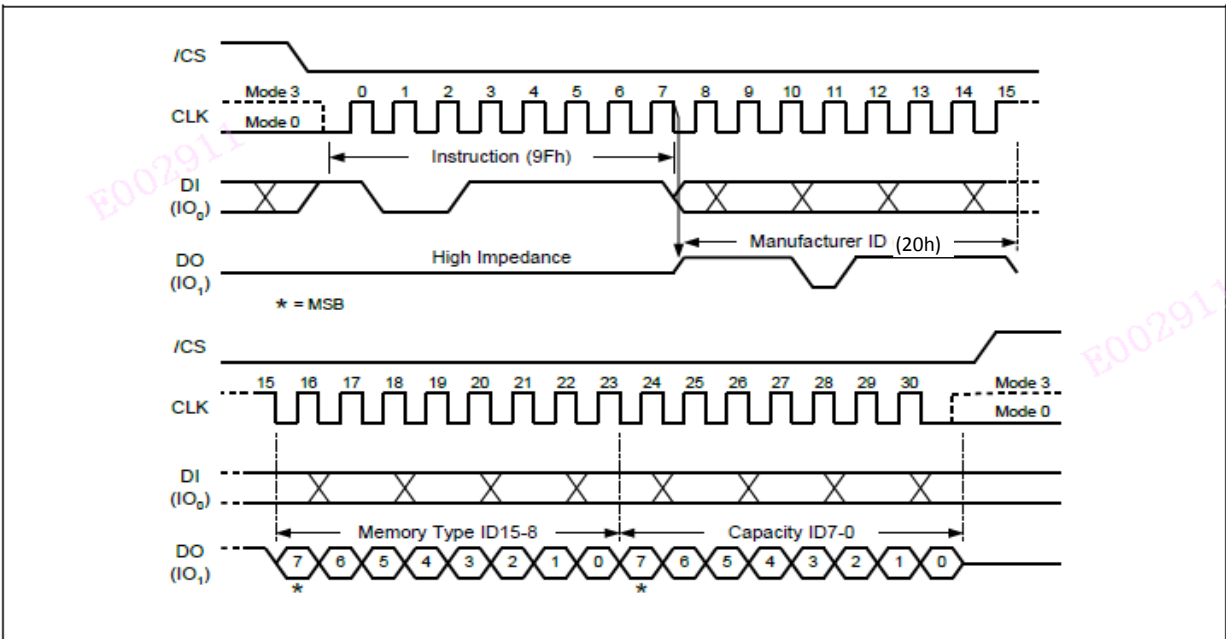 /CS
Mode 3
0 1 2 3 4 5 6 7 8 9 10 11 12 13 14 15
CLK
Mode 0
Instruction (9Fh)
DI
(IO0)
Manufacturer ID (20h)
High Impedance
DO
(IO1)
* = MSB
/CS
15 16 17 18 19 20 21 22 23 24 25 26 27 28 29 30
Mode 3
CLK
Mode 0
DI
(IO0)
Memory Type ID15-8
Capacity ID7-0
DO
(IO1)
7 6 5 4 3 2 1 0 7 6 5 4 3 2 1 0
* *
E002911
E002911